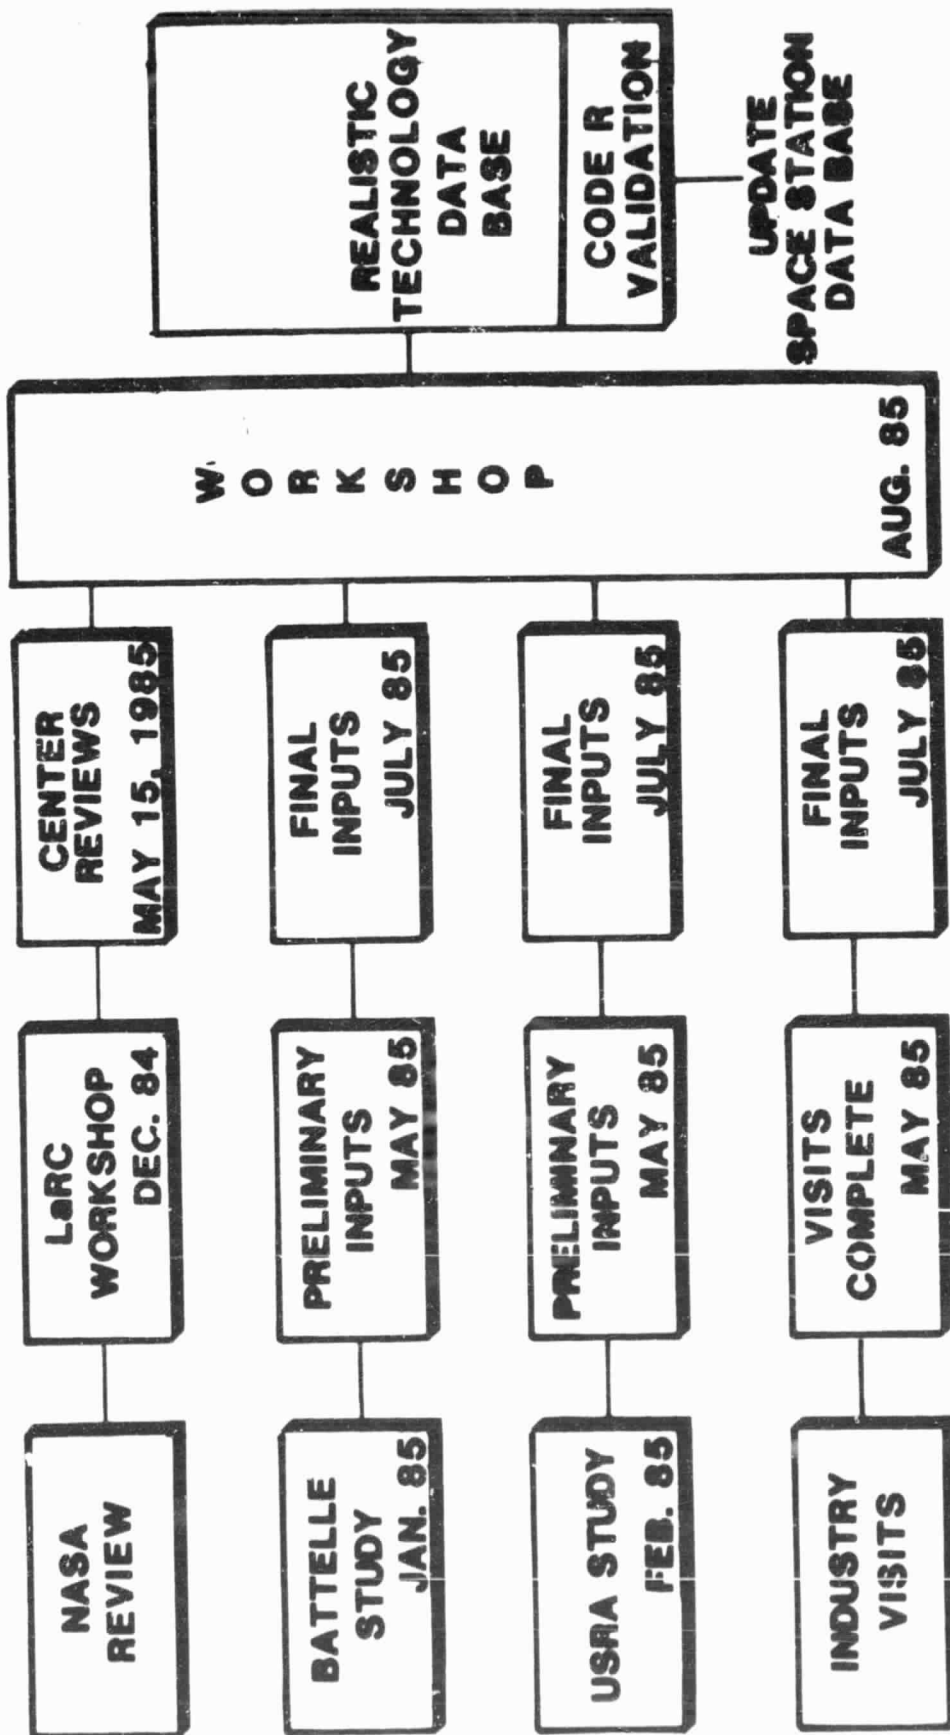 NASA
REVIEW
LaRC
WORKSHOP
DEC. 84
CENTER
REVIEWS
MAY 15, 1985
BATTELLE
STUDY
JAN. 85
PRELIMINARY
INPUTS
MAY 85
FINAL
INPUTS
JULY 85
USRA STUDY
FEB. 85
PRELIMINARY
INPUTS
MAY 85
FINAL
INPUTS
JULY 85
INDUSTRY
VISITS
VISITS
COMPLETE
MAY 85
FINAL
INPUTS
JULY 85
W
O
R
K
S
H
O
P
AUG. 85
REALISTIC
TECHNOLOGY
DATA
BASE
CODE R
VALIDATION
UPDATE
SPACE STATION
DATA BASE